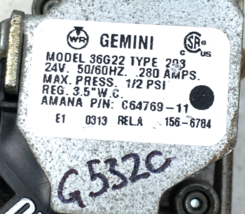 WR GEMINI
MODEL 36G22 TYPE 203
24V. 50/60HZ. .280 AMPS.
MAX. PRESS. 1/2 PSI
REG. 3.5"W.C.
AMANA P/N: C64769-11
E1 0313 REL.A 156-6784
G532C